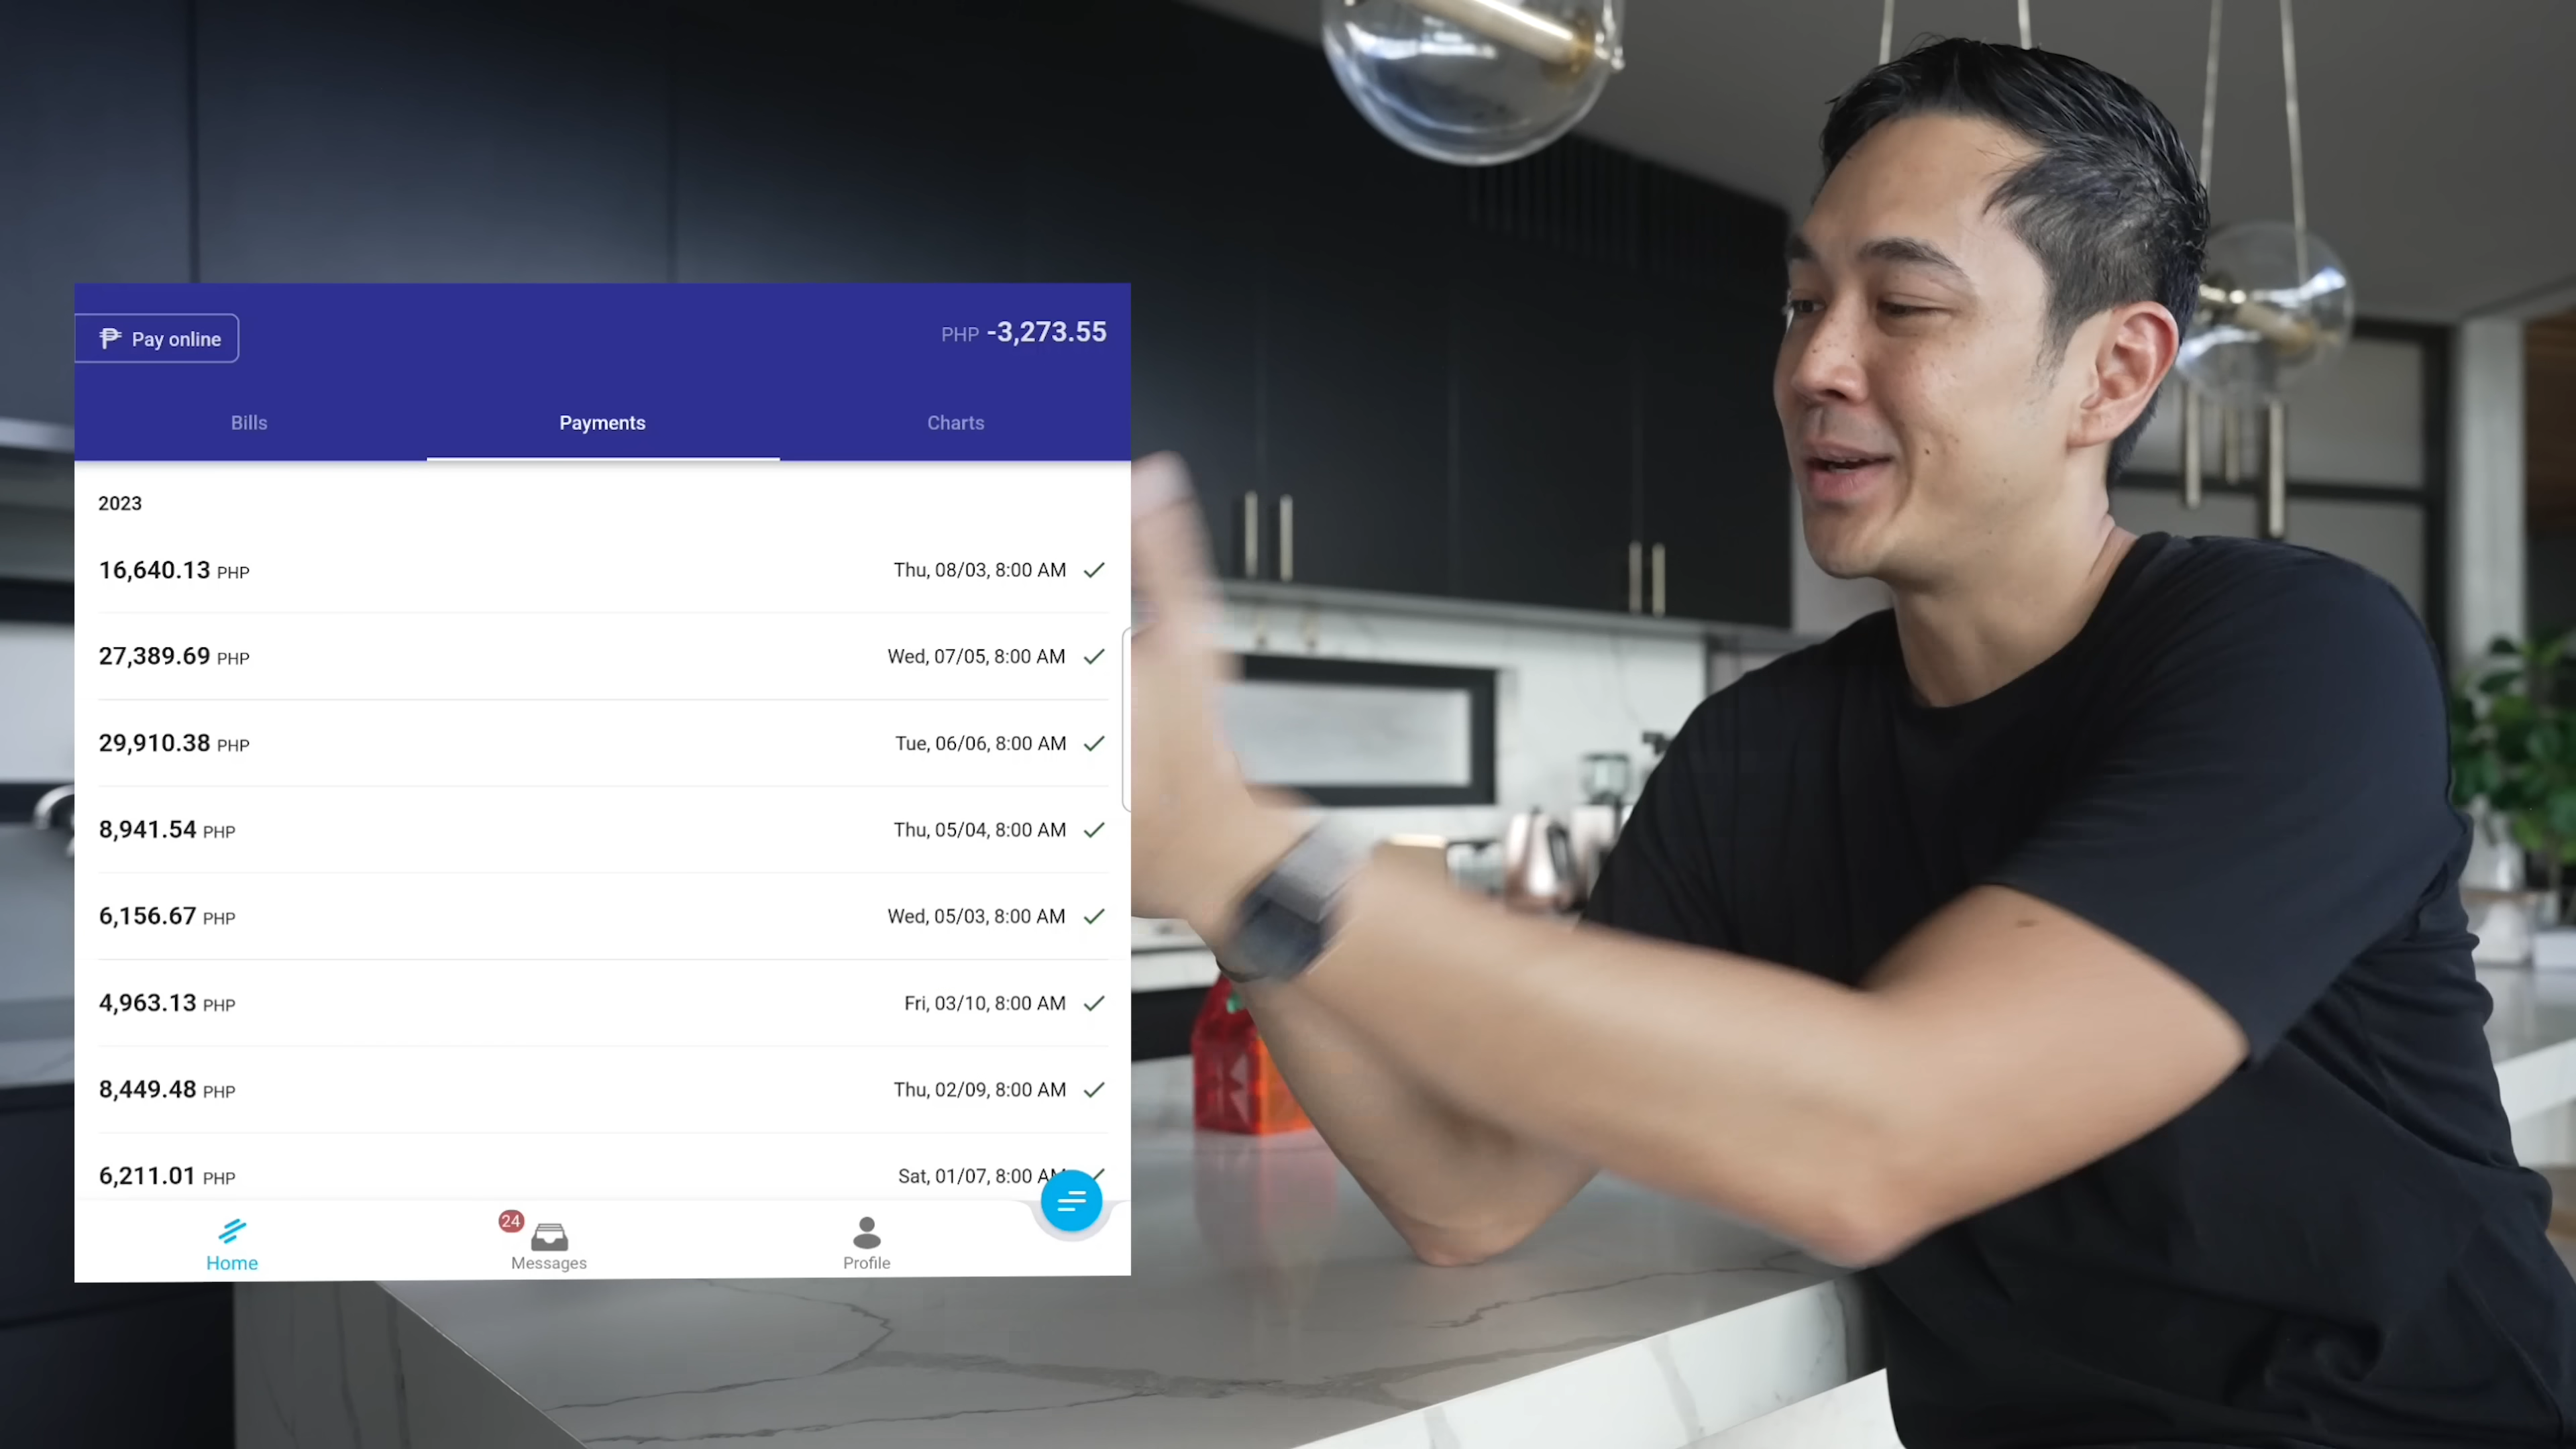 ₱ Pay online
PHP -3,273.55
Bills Payments Charts
2023
16,640.13 PHP Thu, 08/03, 8:00 AM
27,389.69 PHP Wed, 07/05, 8:00 AM
29,910.38 PHP Tue, 06/06, 8:00 AM
8,941.54 PHP Thu, 05/04, 8:00 AM
6,156.67 PHP Wed, 05/03, 8:00 AM
4,963.13 PHP Fri, 03/10, 8:00 AM
8,449.48 PHP Thu, 02/09, 8:00 AM
6,211.01 PHP Sat, 01/07, 8:00 AM
24
Home Messages Profile